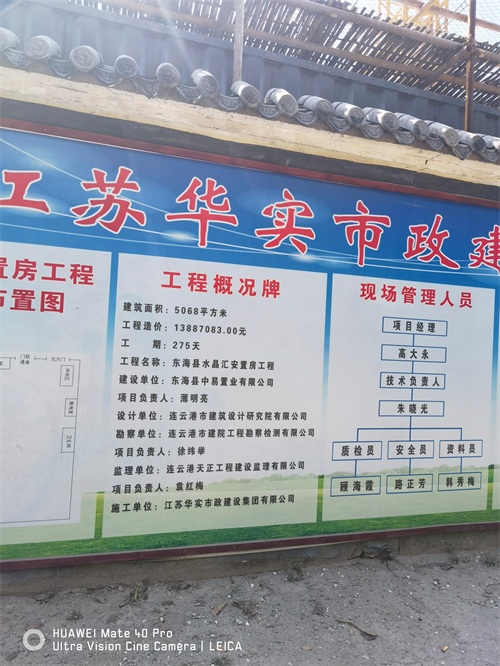 江苏华实市政建
置房工程
布置图
北大门
工程概况牌
建筑面积：5068平方米
工程造价：13887083.00元
工　期：275天
工程名称：东海县水晶汇安置房工程
建设单位：东海县中易置业有限公司
项目负责人：薄明亮
设计单位：连云港市建筑设计研究院有限公司
勘察单位：连云港市建院工程勘察检测有限公司
项目负责人：徐纬举
监理单位：连云港天正工程建设监理有限公司
项目负责人：袁红梅
施工单位：江苏华实市政建设集团有限公司
现场管理人员
项目经理
高大永
技术负责人
朱晓光
质检员 安全员 资料员
顾海霞 路正芳 韩秀梅
HUAWEI Mate 40 Pro
Ultra Vision Cine Camera | LEICA